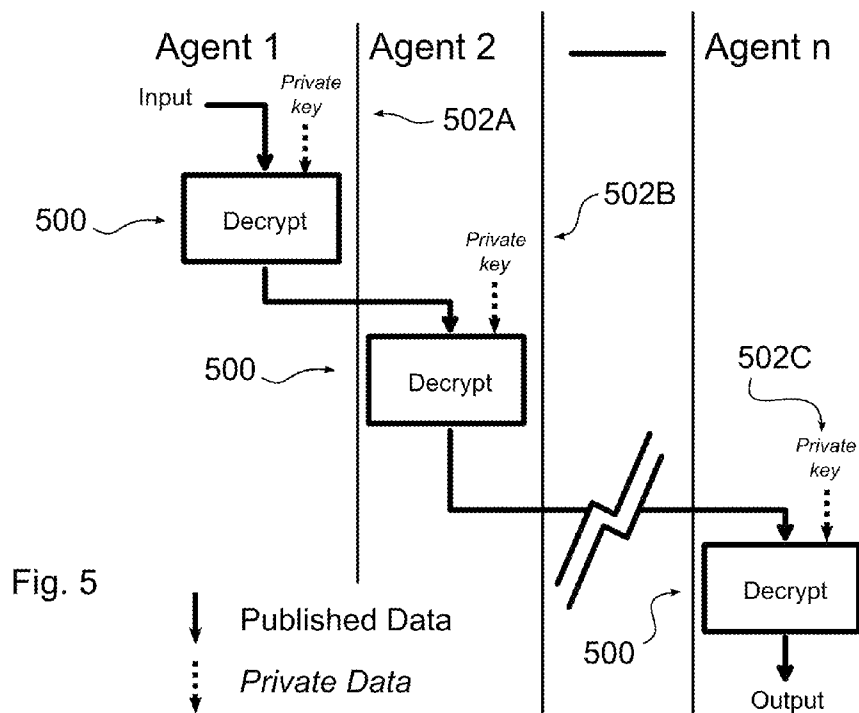 Agent 1
Agent 2
Agent n
Input
Private
key
502A
500
Decrypt
502B
Private
key
500
Decrypt
502C
Private
key
Fig. 5
Decrypt
Published Data
500
Private Data
Output